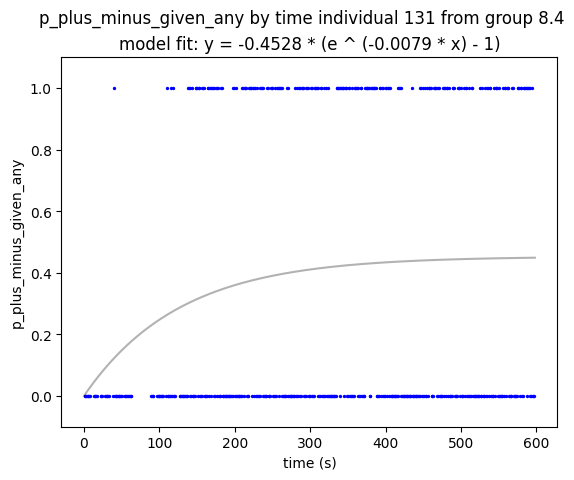 p_plus_minus_given_any by time individual 131 from group 8.4
model fit: y = -0.4528 * (e ^ (-0.0079 * x) - 1)
1.0
0.8
0.6
0.4
0.2
0.0
p_plus_minus_given_any
0 100 200 300 400 500 600
time (s)